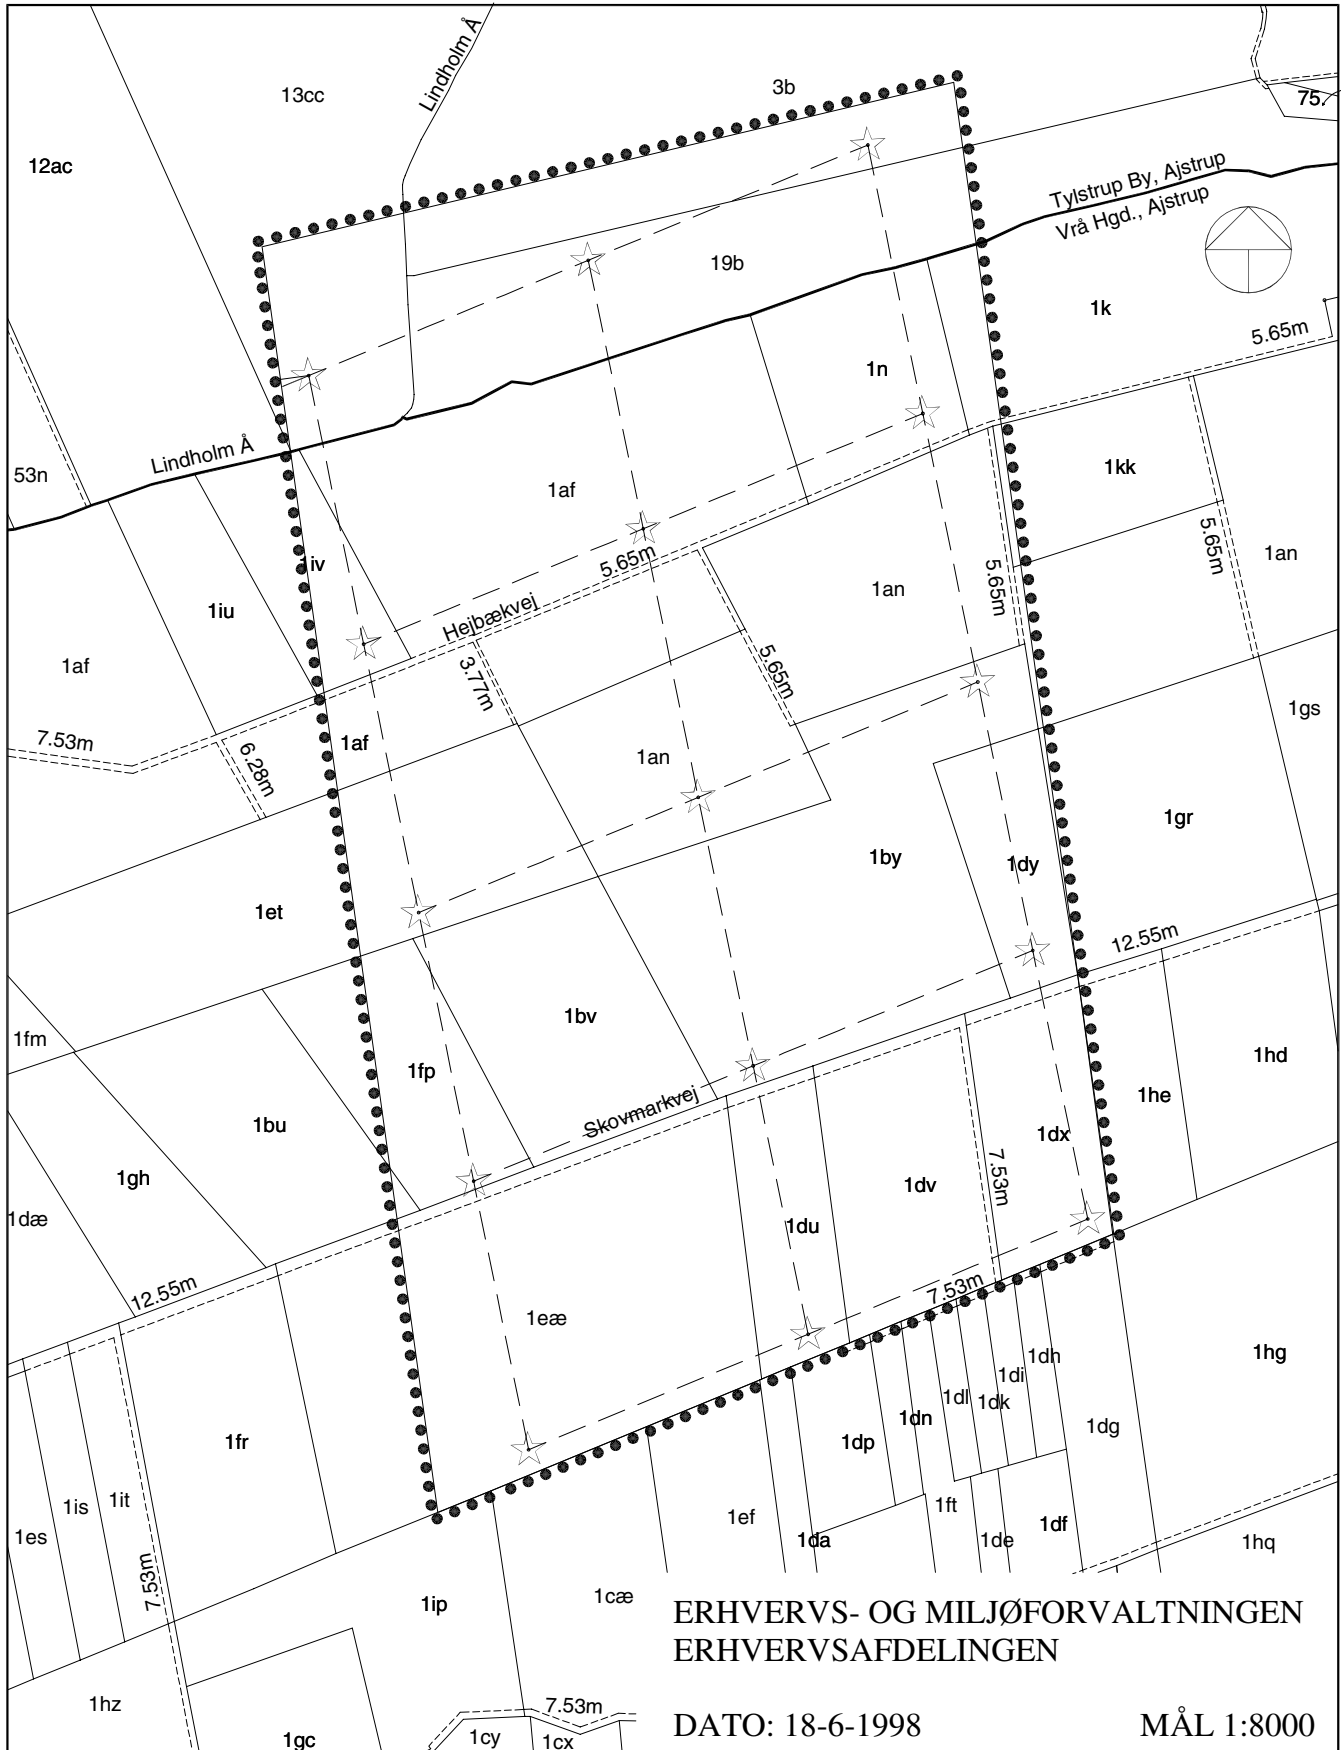 13cc
Lindholm Å
3b
75.
12ac
Tylstrup By, Ajstrup
Vrå Hgd., Ajstrup
19b
1k
5.65m
1n
Lindholm Å
53n
1af
1kk
5.65m
1an
5.65m
1iv
5.65m
1an
1iu
Hejbækvej
1af
3.77m
5.65m
1gs
7.53m
6.28m
1af
1an
1gr
1by
1dy
1et
12.55m
1bv
1fm
1fp
1hd
1he
1bu
Skovmarkvej
1dx
1gh
7.53m
1dv
1dæ
1du
12.55m
7.53m
1eæ
1dh
1hg
1di
1dl
1dk
1dn
1dg
1fr
1dp
1it
1is
1ft
1ef
1df
1es
1da
1de
1hq
7.53m
1cæ
1ip
ERHVERVS- OG MILJØFORVALTNINGEN
ERHVERVSAFDELINGEN
1hz
7.53m
DATO: 18-6-1998
MÅL 1:8000
1gc
1cy
1cx